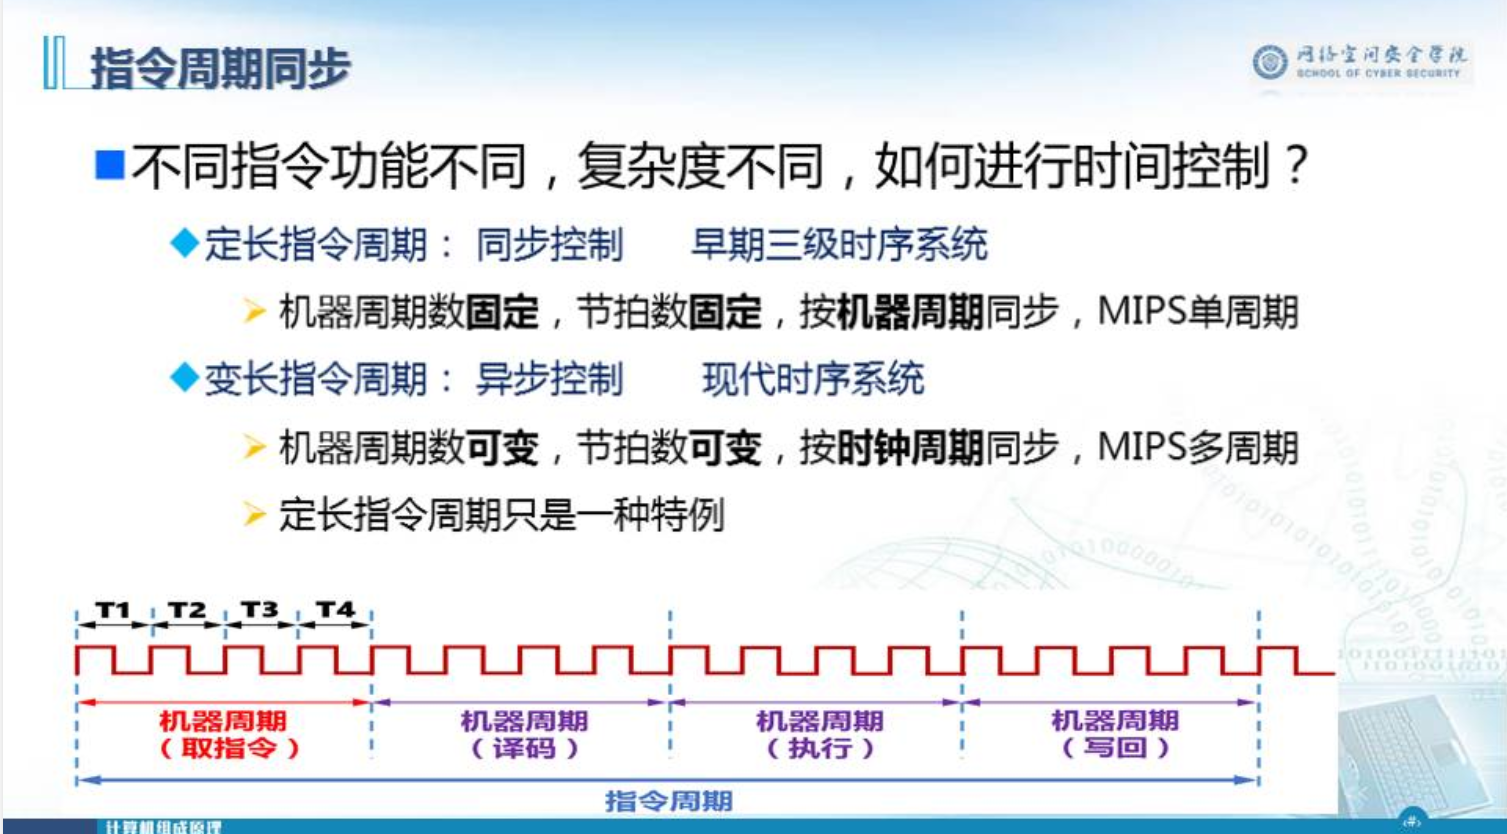 指令周期同步
网络空间安全学院
SCHOOL OF CYBER SECURITY
不同指令功能不同，复杂度不同，如何进行时间控制？
定长指令周期： 同步控制 早期三级时序系统
机器周期数固定，节拍数固定，按机器周期同步，MIPS单周期
变长指令周期： 异步控制 现代时序系统
机器周期数可变，节拍数可变，按时钟周期同步，MIPS多周期
定长指令周期只是一种特例
T1 T2 T3 T4
机器周期 机器周期 机器周期 机器周期
（取指令） （译码） （执行） （写回）
指令周期
计算机组成原理
‹#›